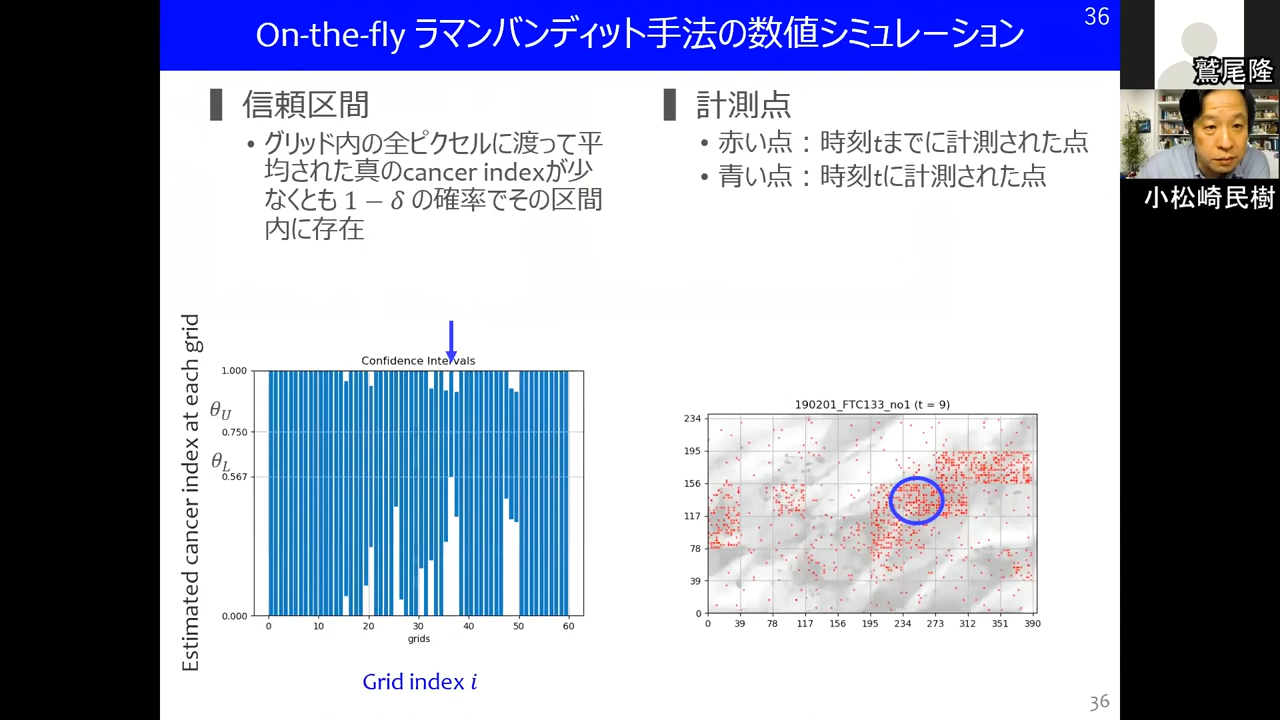 On-the-fly ラマンバンディット手法の数値シミュレーション
36
鷲尾隆
小松崎民樹
信頼区間
• グリッド内の全ピクセルに渡って平
均された真のcancer indexが少
なくとも 1 − δ の確率でその区間
内に存在
計測点
• 赤い点：時刻tまでに計測された点
• 青い点：時刻tに計測された点
Estimated cancer index at each grid
Confidence Intervals
1.000
θU
0.750
θL
0.567
0.000
0 10 20 30 40 50 60
grids
Grid index i
190201_FTC133_no1 (t = 9)
234
195
156
117
78
39
0
0 39 78 117 156 195 234 273 312 351 390
36